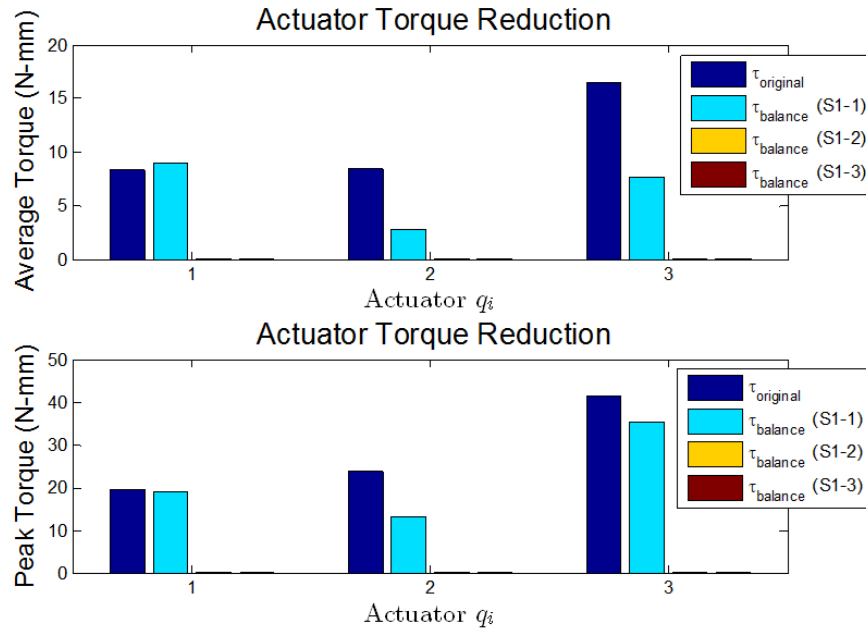 Actuator Torque Reduction
Average Torque (N-mm)
20
15
10
5
0
τoriginal
τbalance (S1-1)
τbalance (S1-2)
τbalance (S1-3)
1 2 3
Actuator qi
Actuator Torque Reduction
Peak Torque (N-mm)
50
40
30
20
10
0
τoriginal
τbalance (S1-1)
τbalance (S1-2)
τbalance (S1-3)
1 2 3
Actuator qi